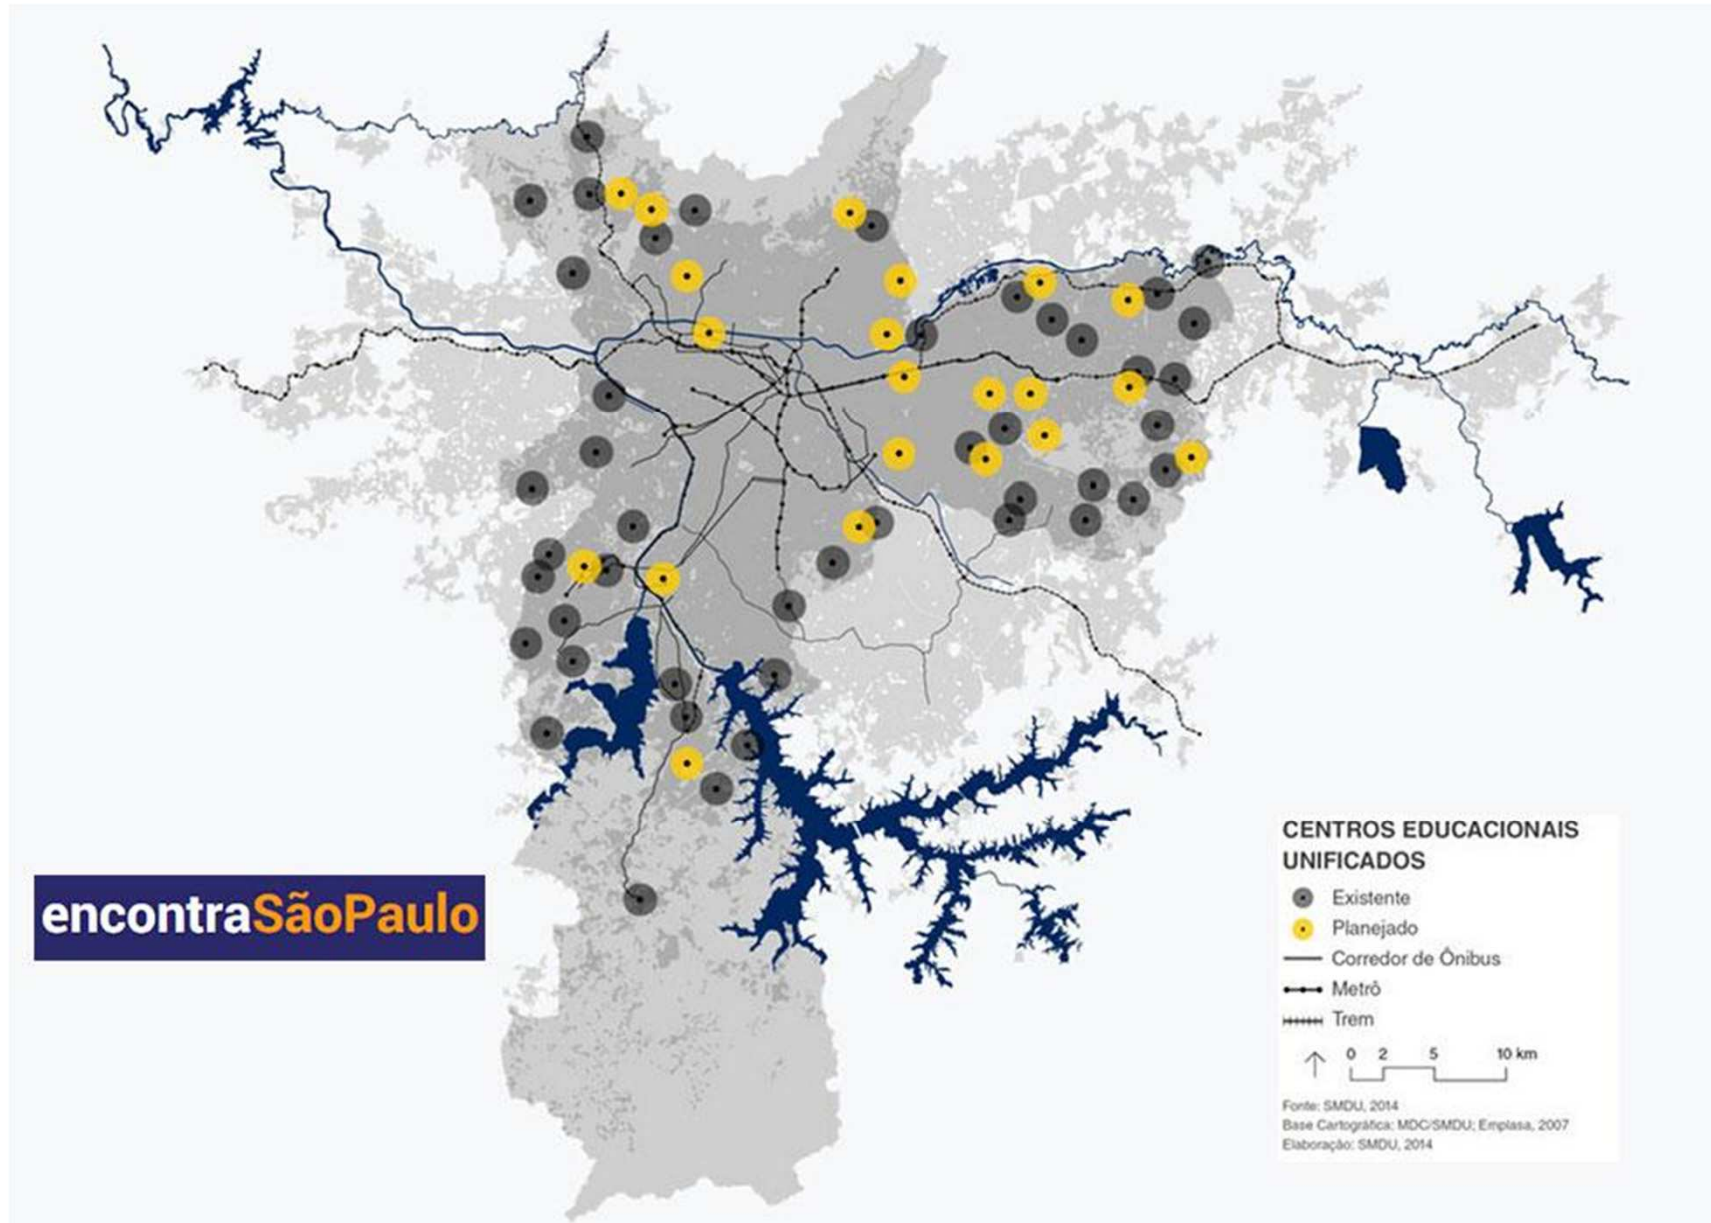 encontraSãoPaulo
CENTROS EDUCACIONAIS
UNIFICADOS
Existente
Planejado
Corredor de Ônibus
Metrô
Trem
0 2 5 10 km
Fonte: SMDU, 2014
Base Cartográfica: MDC/SMDU; Emplasa, 2007
Elaboração: SMDU, 2014